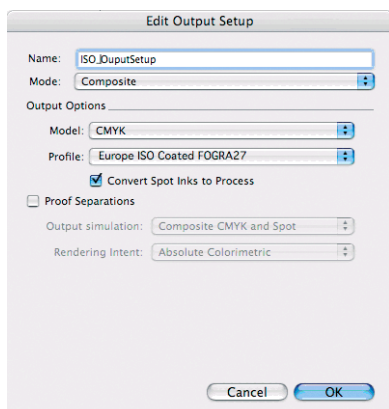 Edit Output Setup
Name: ISO_OuputSetup
Mode: Composite
Output Options
Model: CMYK
Profile: Europe ISO Coated FOGRA27
Convert Spot Inks to Process
Proof Separations
Output simulation: Composite CMYK and Spot
Rendering Intent: Absolute Colorimetric
Cancel OK